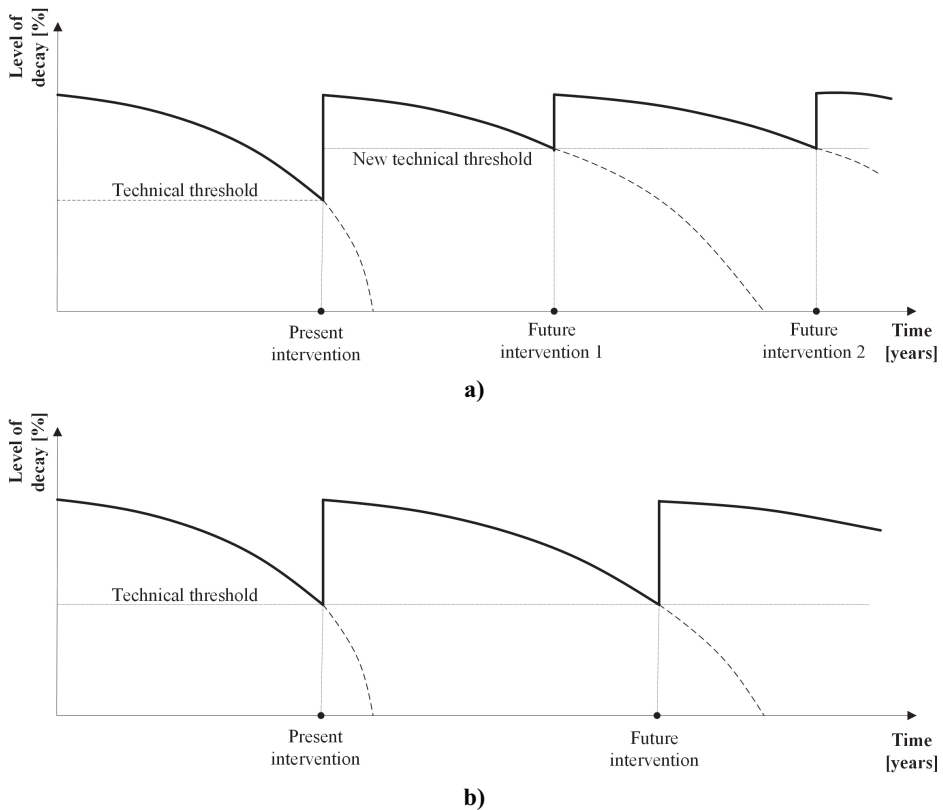 Level of
decay [%]
New technical threshold
Technical threshold
Present
intervention
Future
intervention 1
Future
intervention 2
Time
[years]
a)
Level of
decay [%]
Technical threshold
Present
intervention
Future
intervention
Time
[years]
b)